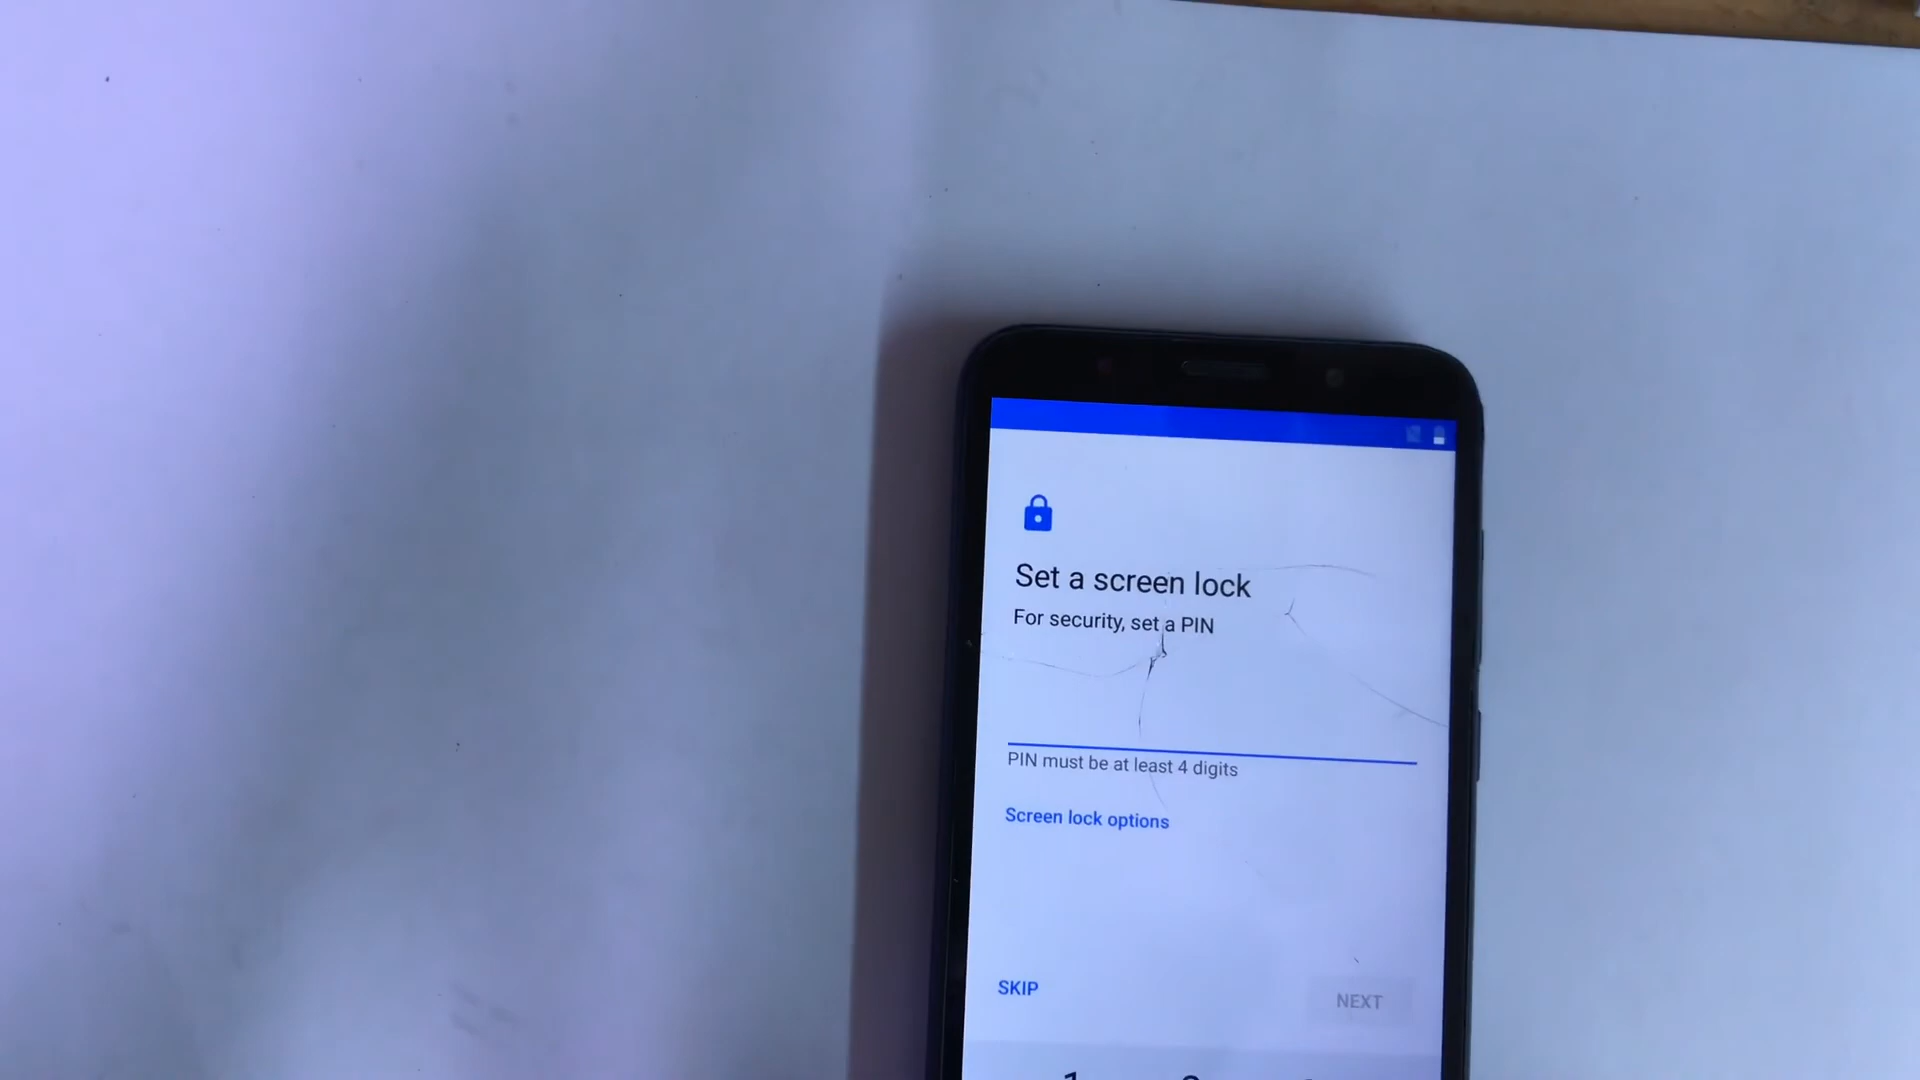 Set a screen lock
For security, set a PIN
PIN must be at least 4 digits
Screen lock options
SKIP
NEXT
1